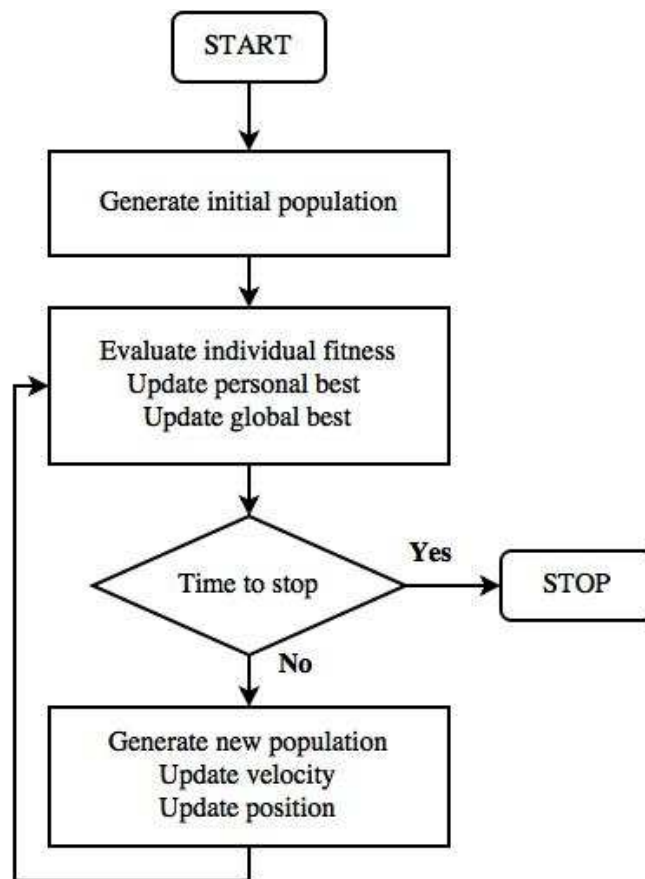 START
Generate initial population
Evaluate individual fitness
Update personal best
Update global best
Time to stop
Yes
STOP
No
Generate new population
Update velocity
Update position